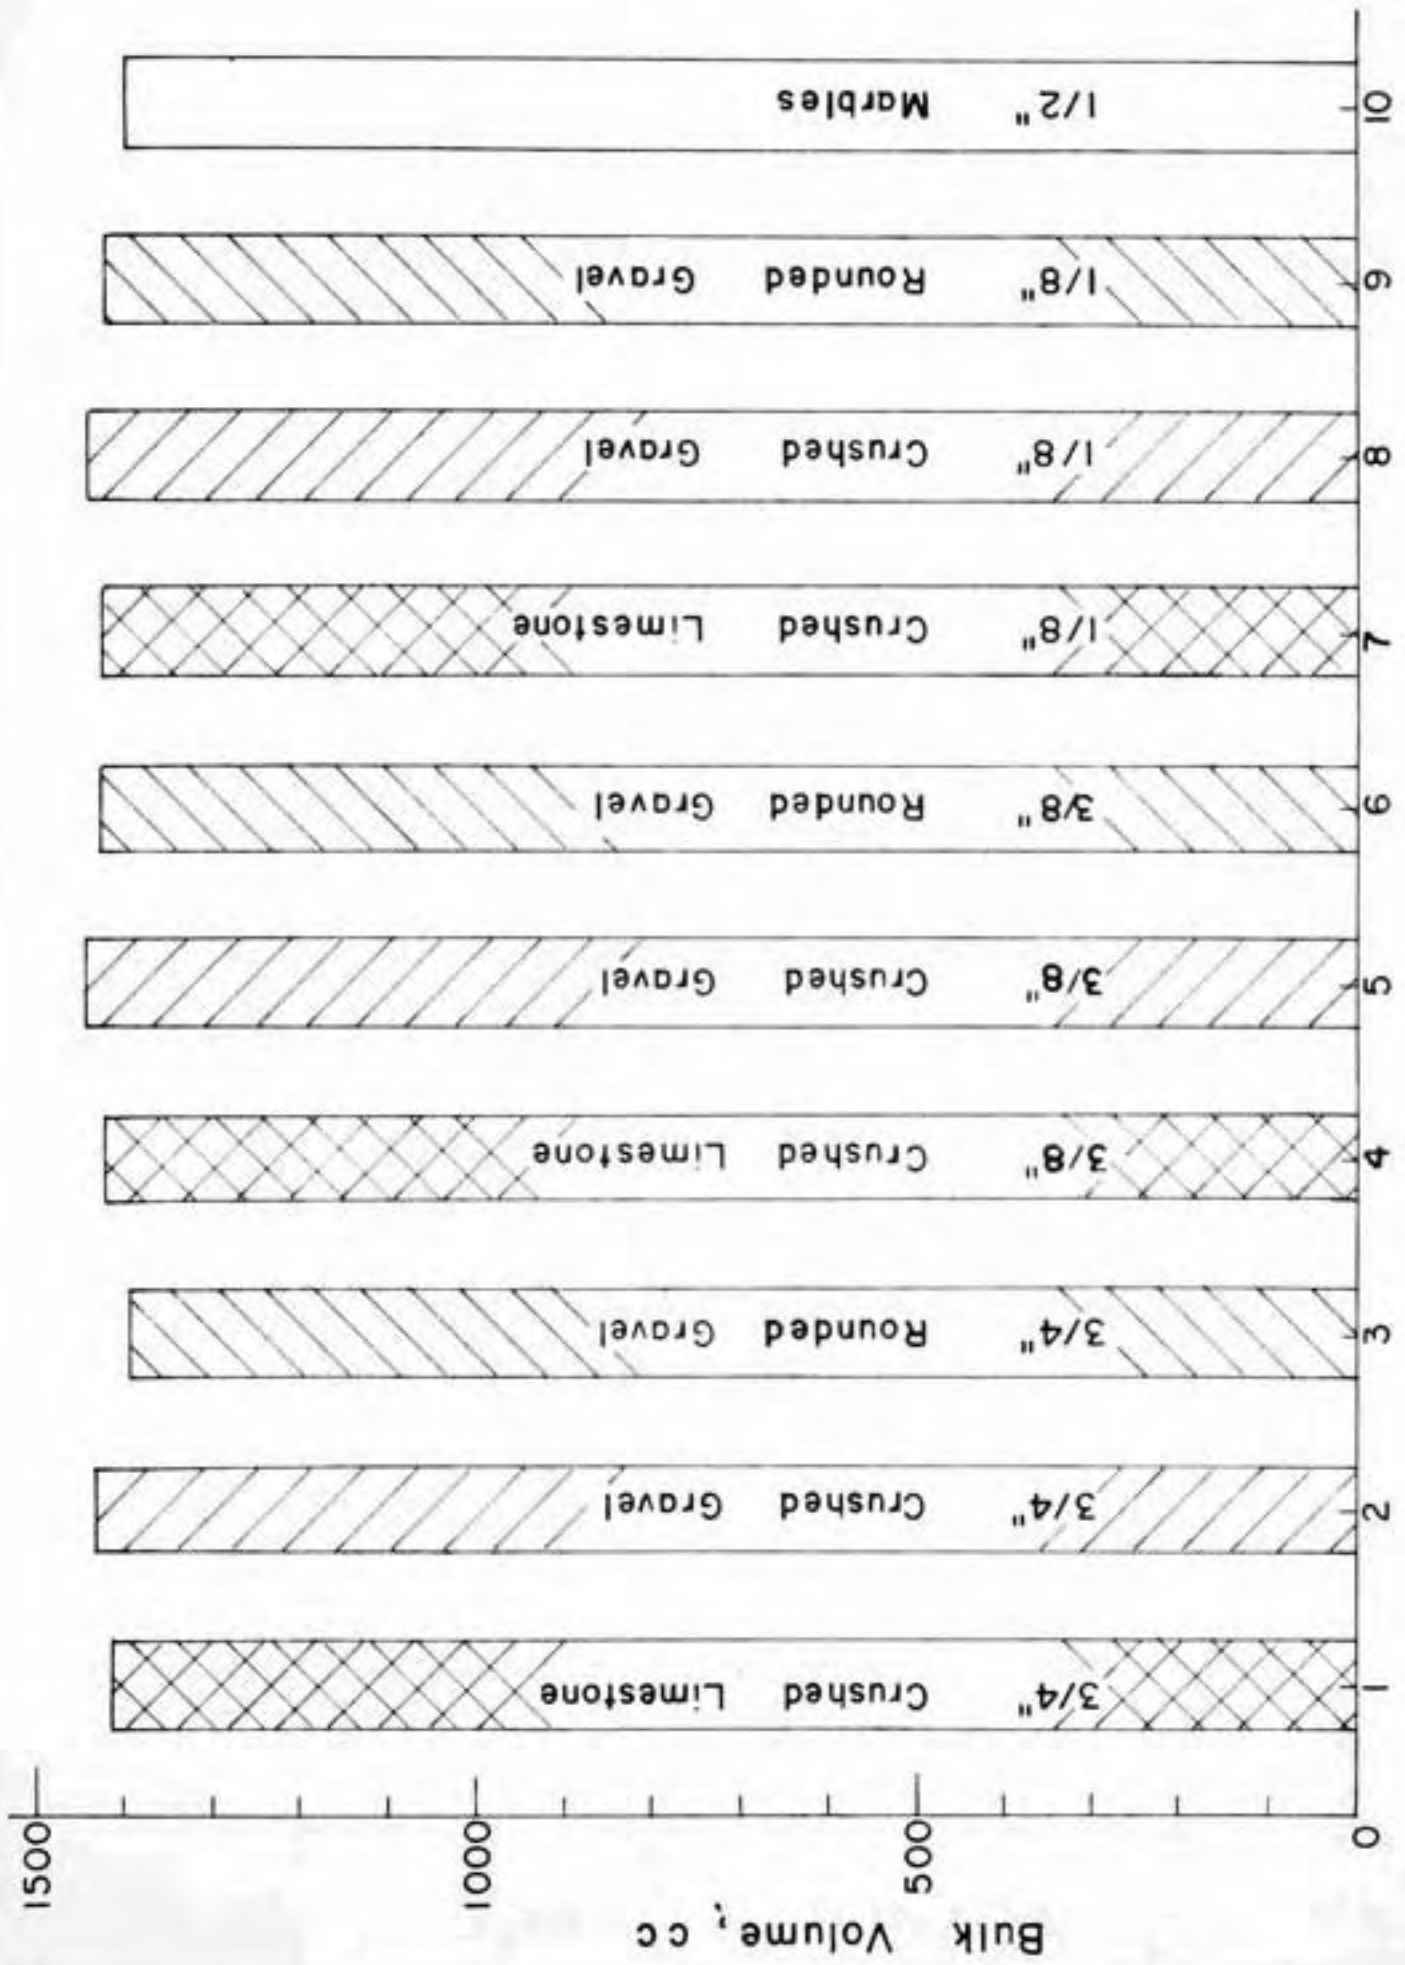 Bulk Volume, cc
1500
1000
500
0
3/4" Crushed Limestone
3/4" Crushed Gravel
3/4" Rounded Gravel
3/8" Crushed Limestone
3/8" Crushed Gravel
3/8" Rounded Gravel
1/8" Crushed Limestone
1/8" Crushed Gravel
1/8" Rounded Gravel
1/2" Marbles
1 2 3 4 5 6 7 8 9 10